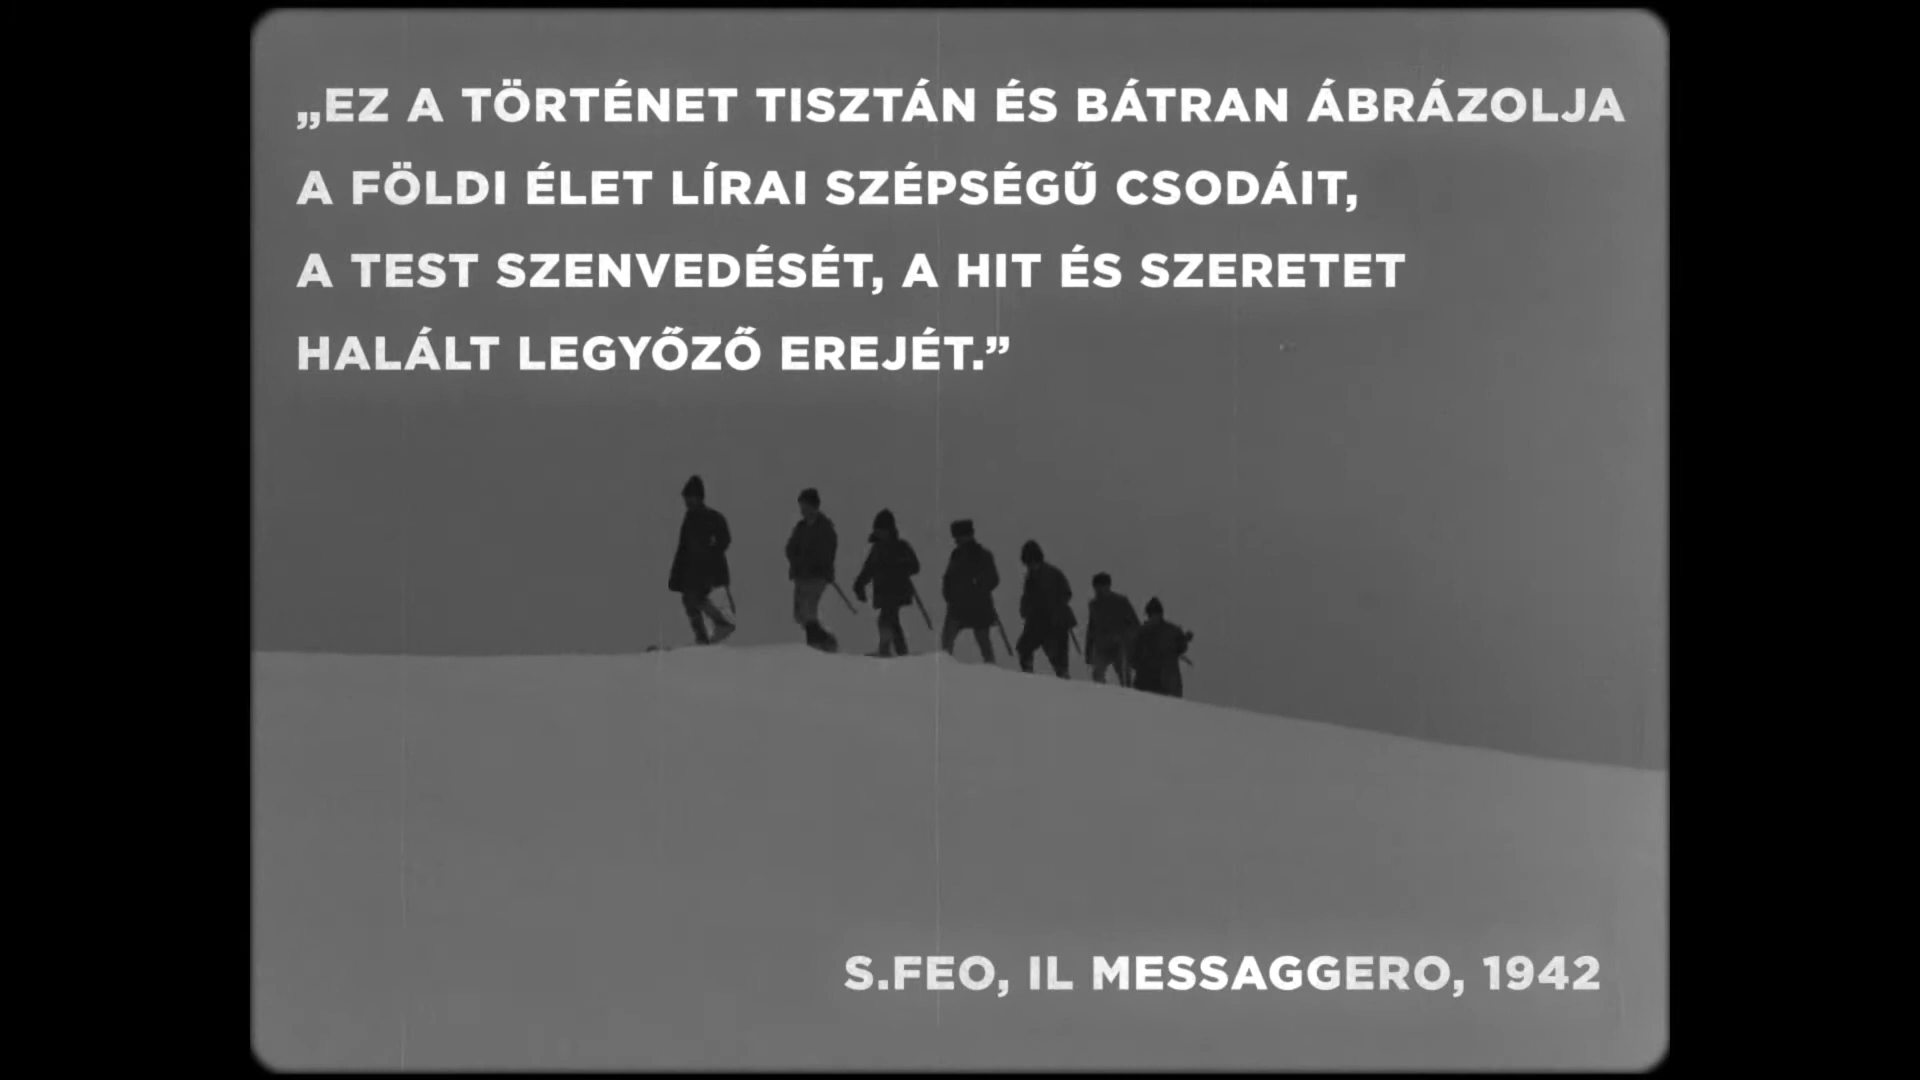 „EZ A TÖRTÉNET TISZTÁN ÉS BÁTRAN ÁBRÁZOLJA
A FÖLDI ÉLET LÍRAI SZÉPSÉGŰ CSODÁIT,
A TEST SZENVEDÉSÉT, A HIT ÉS SZERETET
HALÁLT LEGYŐZŐ EREJÉT.”
S.FEO, IL MESSAGGERO, 1942